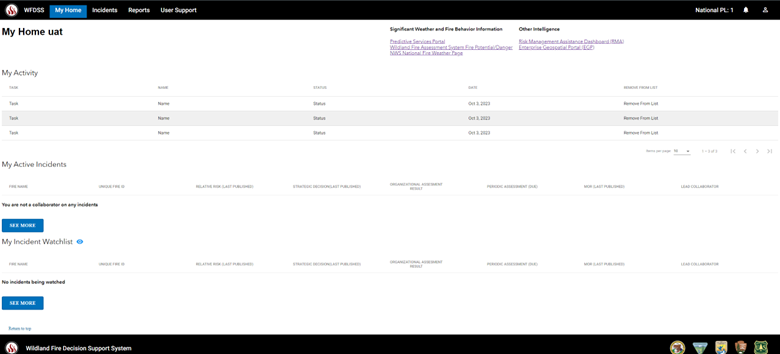 WFDSS My Home Incidents Reports User Support National PL: 1
My Home uat
Significant Weather and Fire Behavior Information Other Intelligence
Predictive Services Portal Risk Management Assistance Dashboard (RMA)
Wildland Fire Assessment System Fire Potential/Danger Enterprise Geospatial Portal (EGP)
NWS National Fire Weather Page
My Activity
TASK NAME STATUS DATE REMOVE FROM LIST
Task Name Status Oct 3, 2023 Remove From List
Task Name Status Oct 3, 2023 Remove From List
Task Name Status Oct 3, 2023 Remove From List
Items per page 1 – 3 of 3
My Active Incidents
FIRE NAME UNIQUE FIRE ID RELATIVE RISK (LAST PUBLISHED) STRATEGIC DECISION(LAST PUBLISHED) ORGANIZATIONAL ASSESSMENT RESULT PERIODIC ASSESSMENT (DUE) (LAST PUBLISHED) LEAD COLLABORATOR
You are not a collaborator on any incidents
SEE MORE
My Incident Watchlist
FIRE NAME UNIQUE FIRE ID RELATIVE RISK (LAST PUBLISHED) STRATEGIC DECISION(LAST PUBLISHED) ORGANIZATIONAL ASSESSMENT RESULT PERIODIC ASSESSMENT (DUE) (LAST PUBLISHED) LEAD COLLABORATOR
No incidents being watched
SEE MORE
Return to top
Wildland Fire Decision Support System